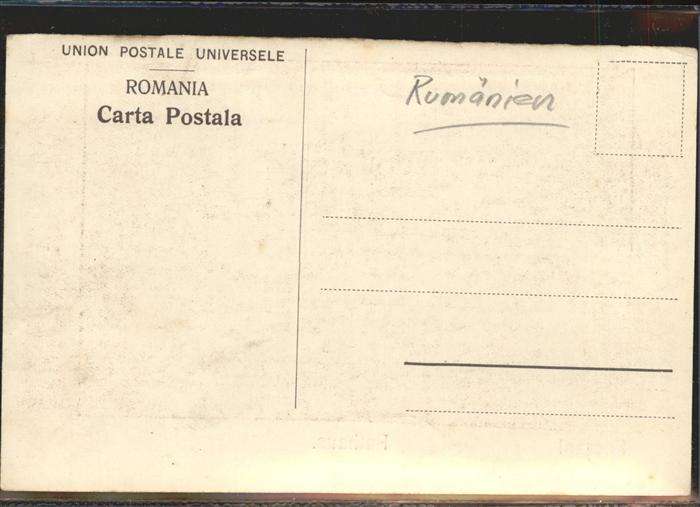 UNION POSTALE UNIVERSELE
ROMANIA
Carta Postala
Rumänien